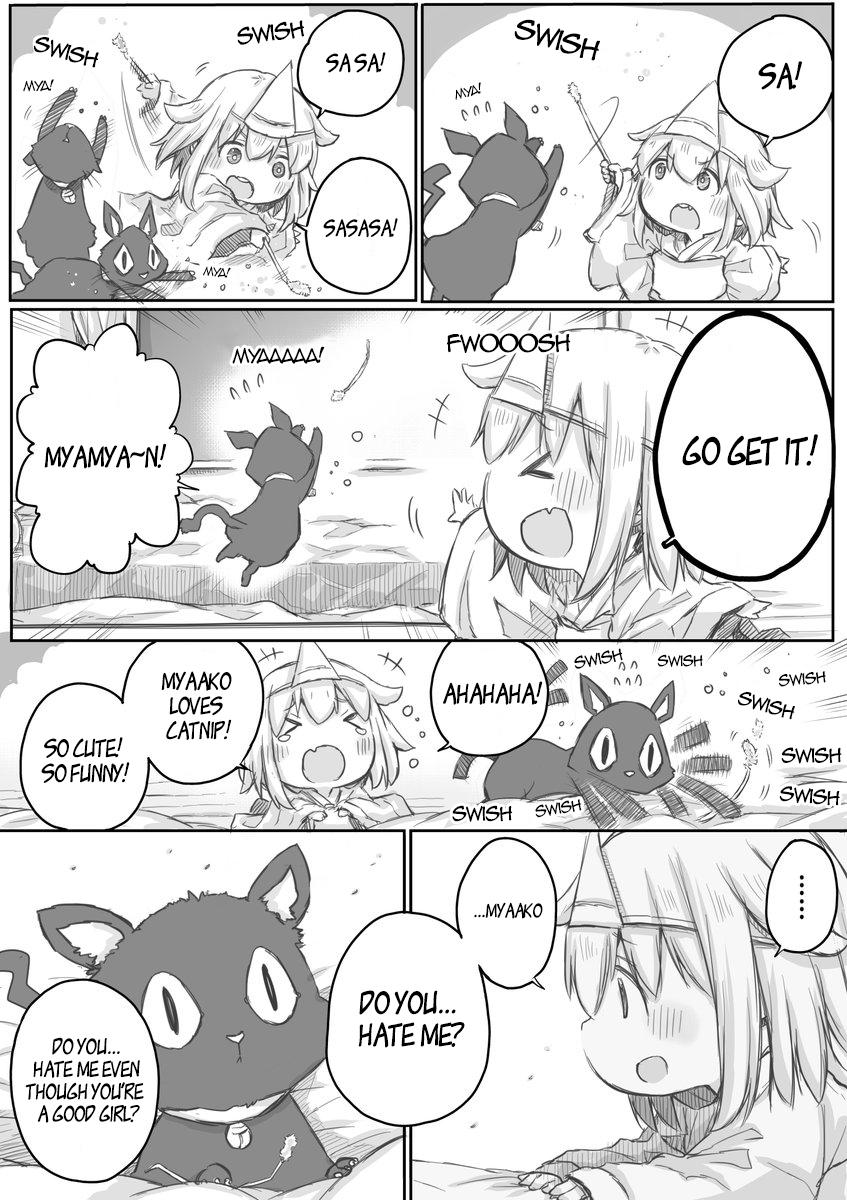 SA!
SWISH
MYA!
SWISH
SA SA!
SWISH
MYA!
SASASA!
MYA!
GO GET IT!
FWOOOSH
MYAAAAA!
MYAMYA~N!
SWISH
SWISH
SWISH
SWISH
AHAHAHA!
SWISH
SWISH
SWISH
SWISH
MYAAKO
LOVES
CATNIP!
SO CUTE!
SO FUNNY!
......
...MYAAKO
DO YOU...
HATE ME?
DO YOU...
HATE ME EVEN
THOUGH YOU'RE
A GOOD GIRL?